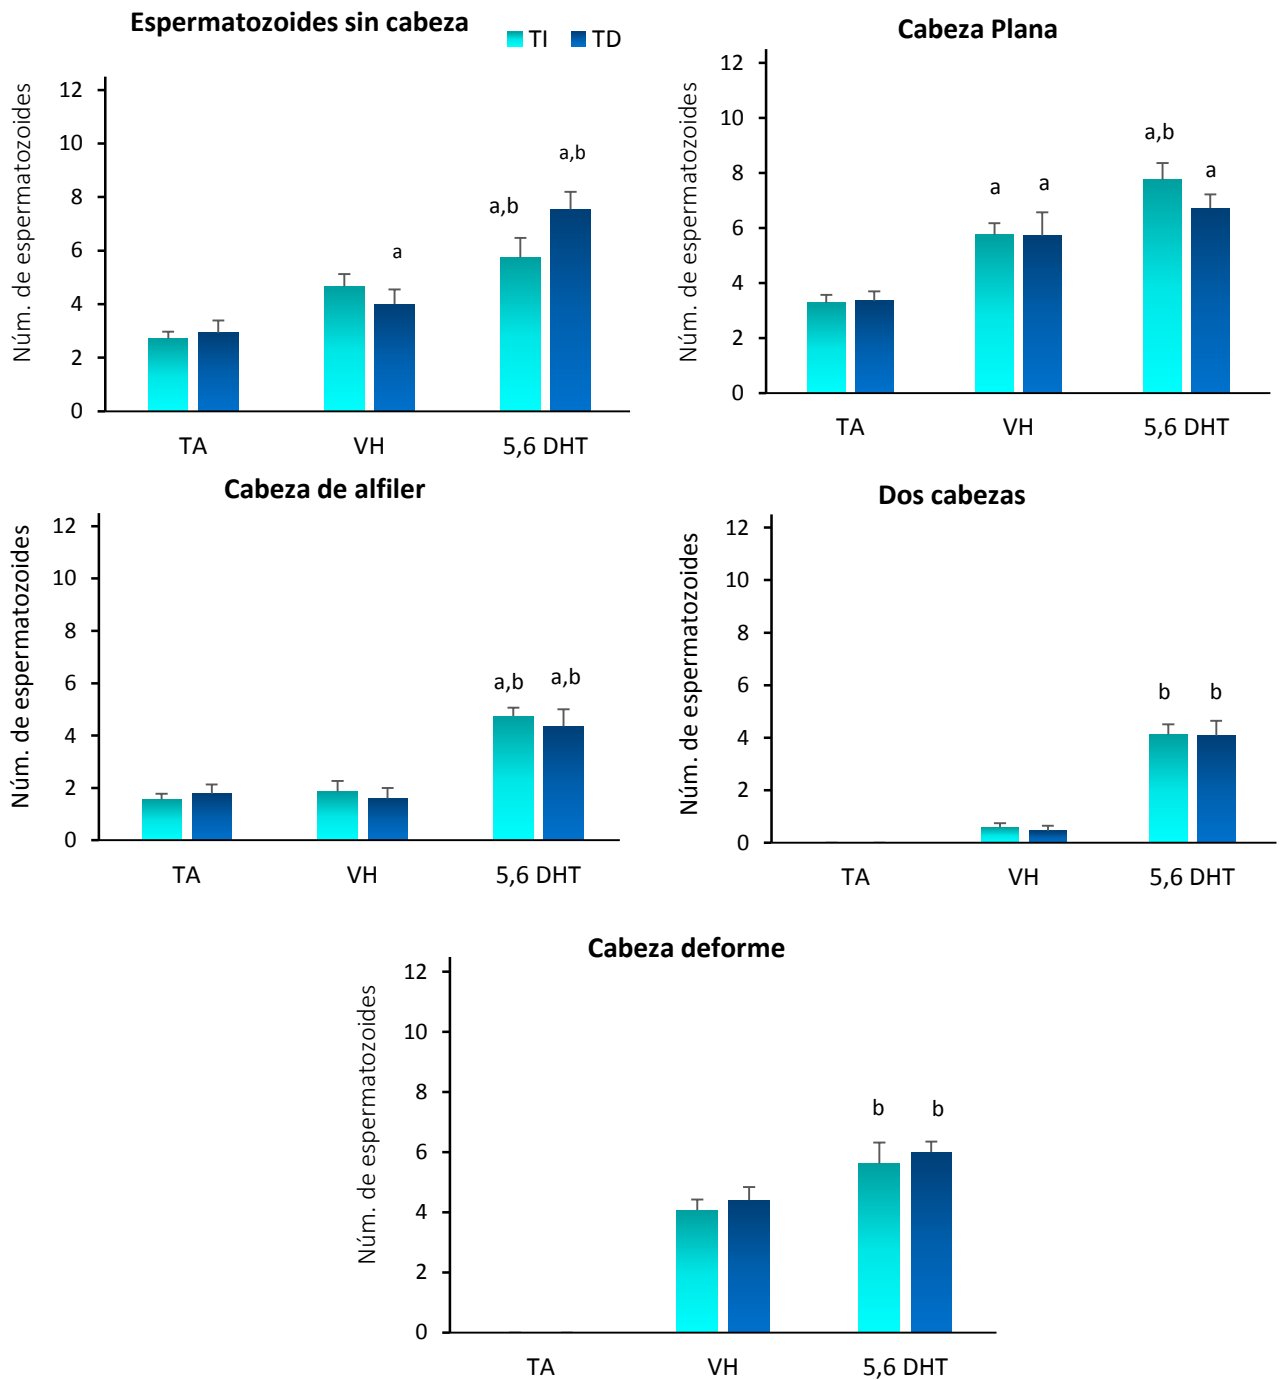 Espermatozoides sin cabeza
TI TD
Núm. de espermatozoides
12
10
8
6
4
2
0
a
a,b
a,b
TA VH 5,6 DHT
Cabeza Plana
Núm. de espermatozoides
12
10
8
6
4
2
0
a a a,b a
TA VH 5,6 DHT
Cabeza de alfiler
Núm. de espermatozoides
12
10
8
6
4
2
0
a,b a,b
TA VH 5,6 DHT
Dos cabezas
Núm. de espermatozoides
12
10
8
6
4
2
0
b b
TA VH 5,6 DHT
Cabeza deforme
Núm. de espermatozoides
12
10
8
6
4
2
0
b b
TA VH 5,6 DHT